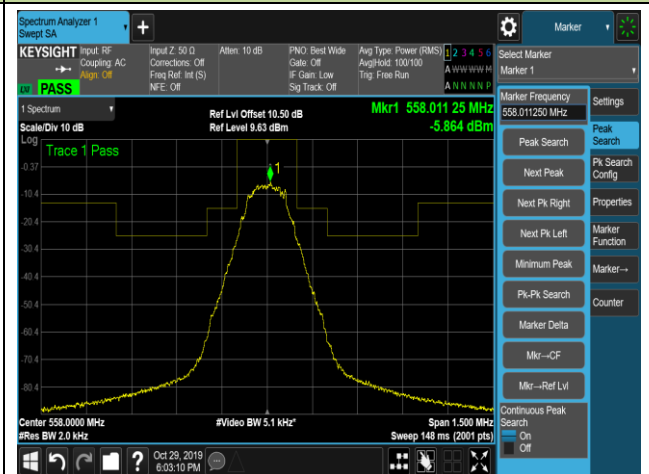 Spectrum Analyzer 1
Swept SA
Marker
KEYSIGHT
Input: RF
Coupling: AC
Align: Off
Input Z: 50 Ω
Corrections: Off
Freq Ref: Int (S)
NFE: Off
Atten: 10 dB
PNO: Best Wide
Gate: Off
IF Gain: Low
Sig Track: Off
Avg Type: Power (RMS)
Avg|Hold: 100/100
Trig: Free Run
1 2 3 4 5 6
A W W W W M
A N N N N P
LXI
PASS
Select Marker
Marker 1
1 Spectrum
Scale/Div 10 dB
Log
Ref Lvl Offset 10.50 dB
Ref Level 9.63 dBm
Mkr1 558.011 25 MHz
-5.864 dBm
Trace 1 Pass
1
-0.37
-10.4
-20.4
-30.4
-40.4
-50.4
-60.4
-70.4
-80.4
Center 558.0000 MHz
#Res BW 2.0 kHz
#Video BW 5.1 kHz*
Span 1.500 MHz
Sweep 148 ms (2001 pts)
Oct 29, 2019
6:03:10 PM
Marker Frequency
558.011250 MHz
Peak Search
Next Peak
Next Pk Right
Next Pk Left
Minimum Peak
Pk-Pk Search
Marker Delta
Mkr→CF
Mkr→Ref Lvl
Continuous Peak
Search
On
Off
Settings
Peak
Search
Pk Search
Config
Properties
Marker
Function
Marker→
Counter